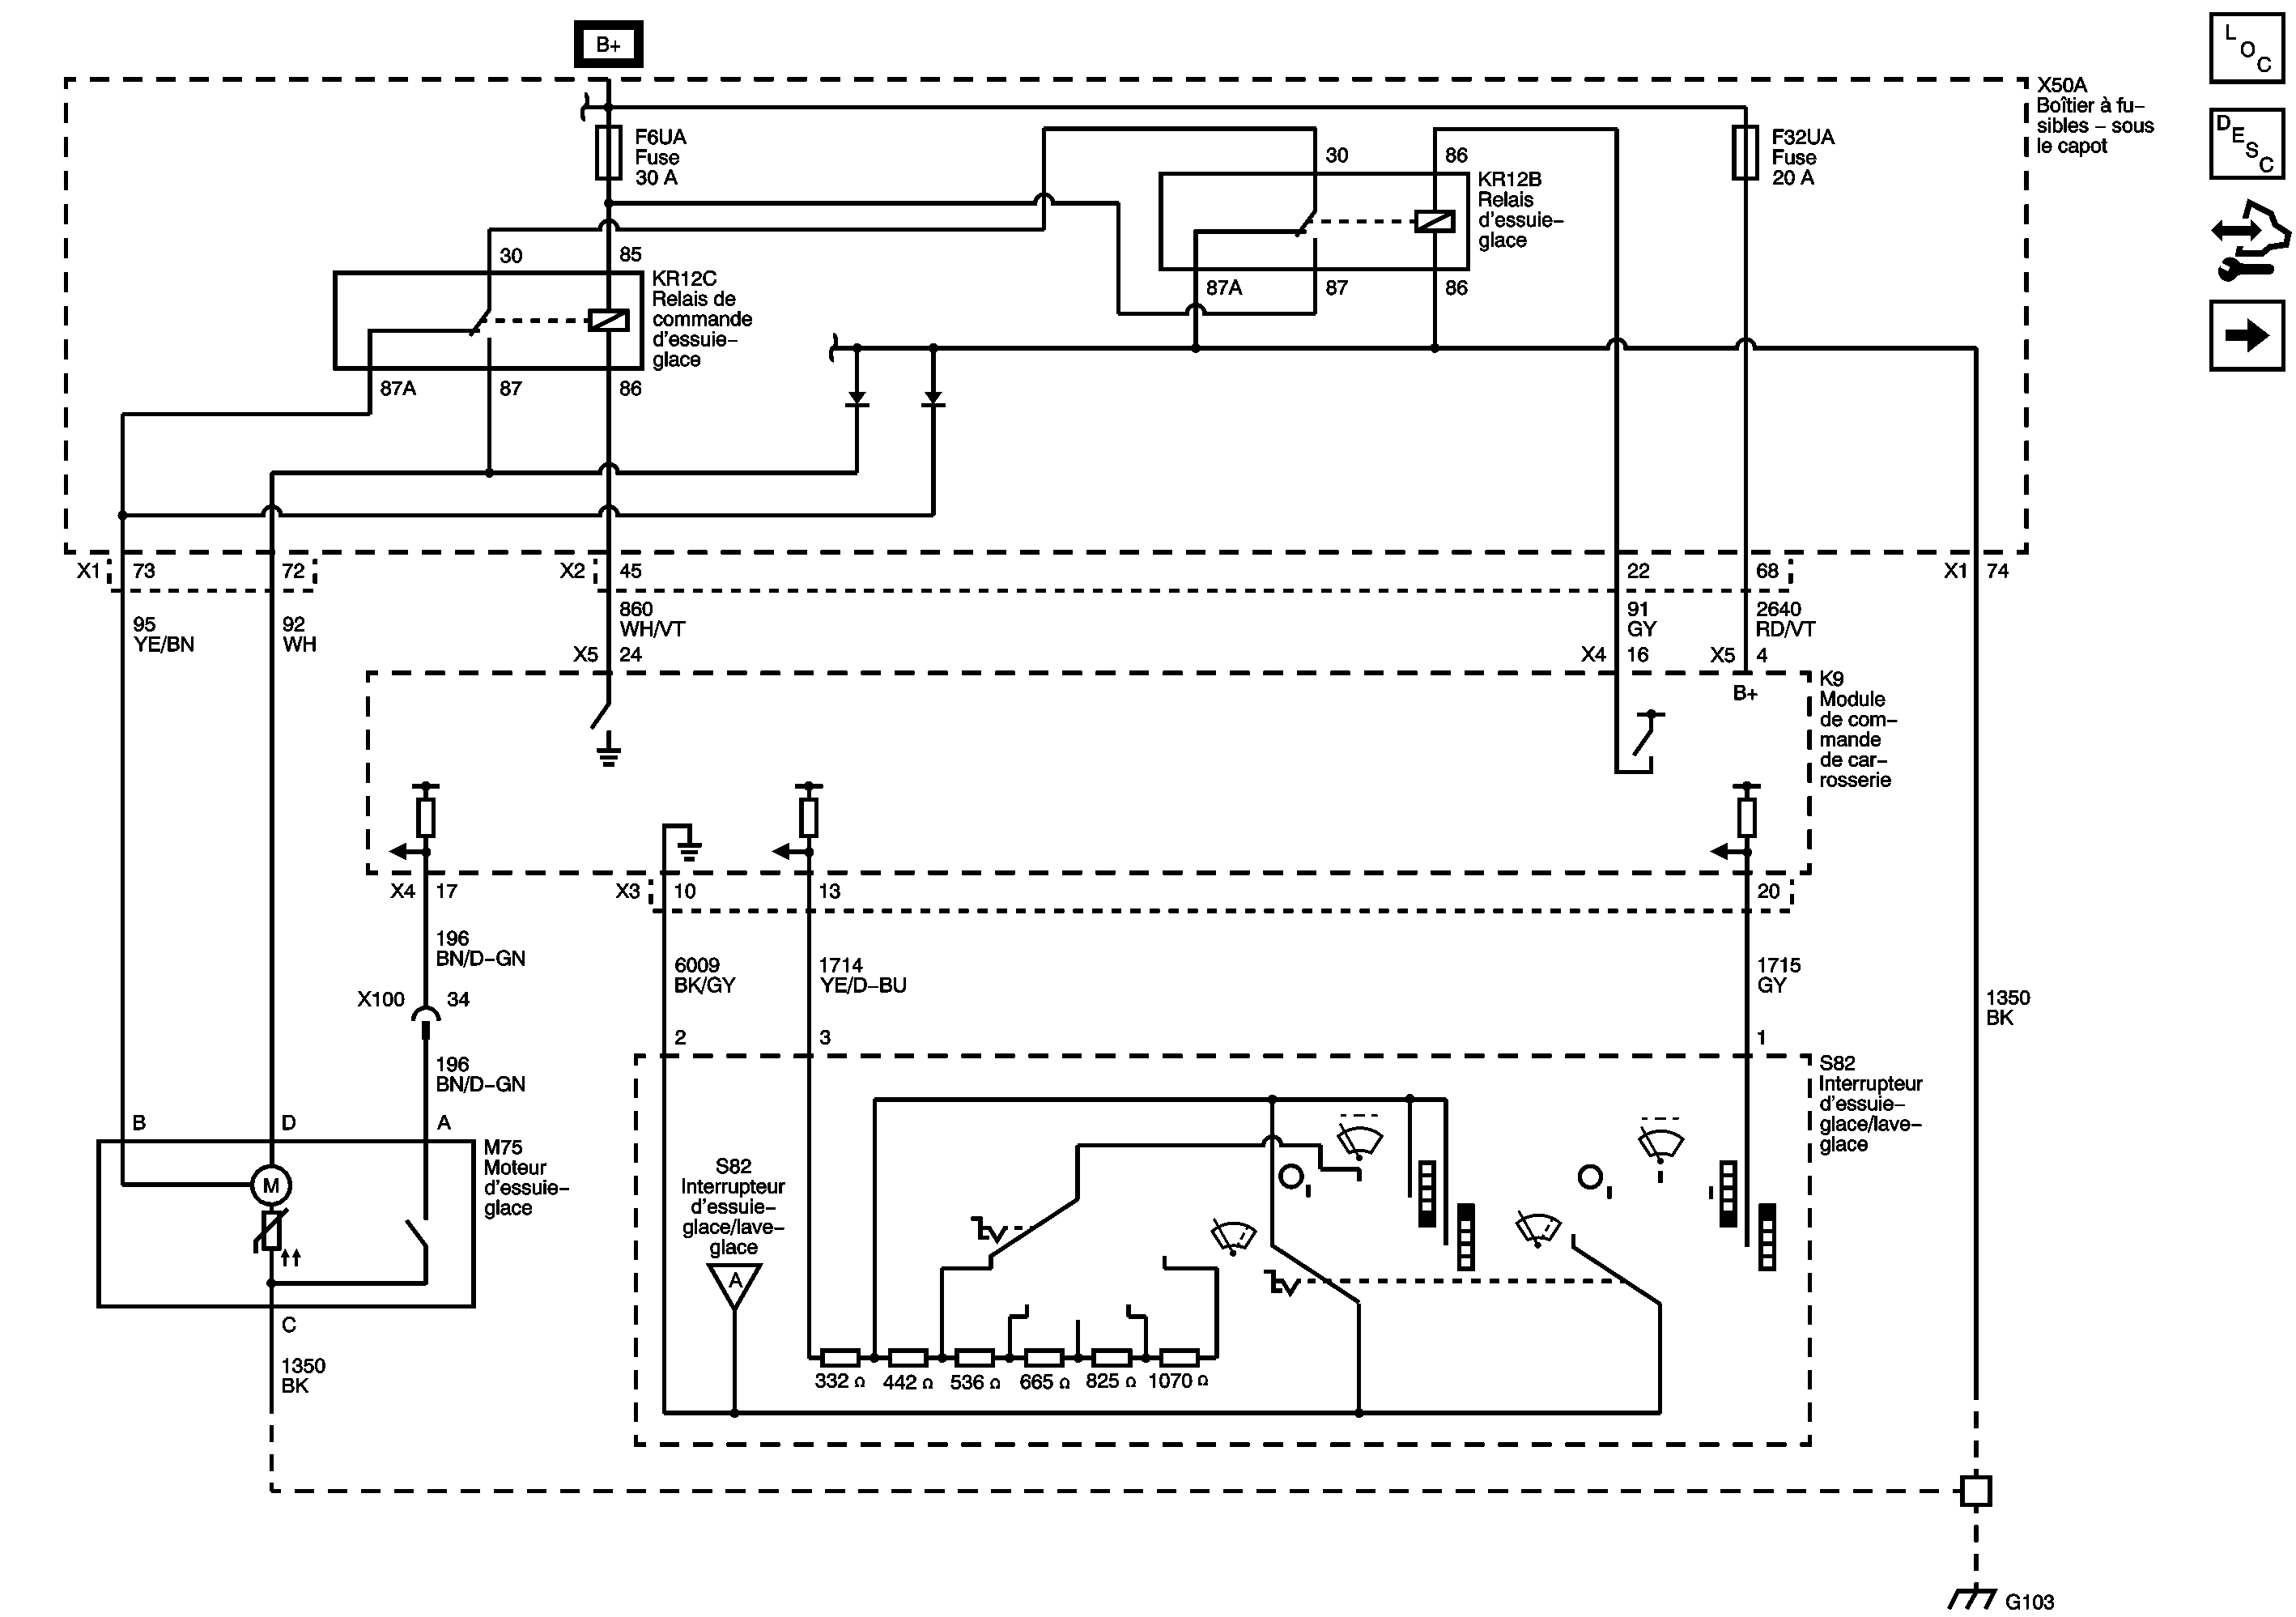 B+
L
O
C
D
E
S
C
X50A
Boîtier à fu–
sibles – sous
le capot
F6UA
Fuse
30 A
F32UA
Fuse
20 A
30
86
KR12B
Relais
d'essuie–
glace
87A
87
86
30
85
KR12C
Relais de
commande
d'essuie–
glace
87A
87
86
X1
73
72
X2
45
22
68
X1
74
95
YE/BN
92
WH
860
WH/VT
91
GY
2640
RD/VT
X5
24
X4
16
X5
4
B+
K9
Module
de com–
mande
de car–
rosserie
X4
17
X3
10
13
20
196
BN/D–GN
6009
BK/GY
1714
YE/D–BU
1715
GY
X100
34
1350
BK
2
3
1
196
BN/D–GN
S82
Interrupteur
d'essuie–
glace/lave–
glace
B
D
A
M75
Moteur
d'essuie–
glace
M
S82
Interrupteur
d'essuie–
glace/lave–
glace
A
C
332 Ω
442 Ω
536 Ω
665 Ω
825 Ω
1070 Ω
1350
BK
G103